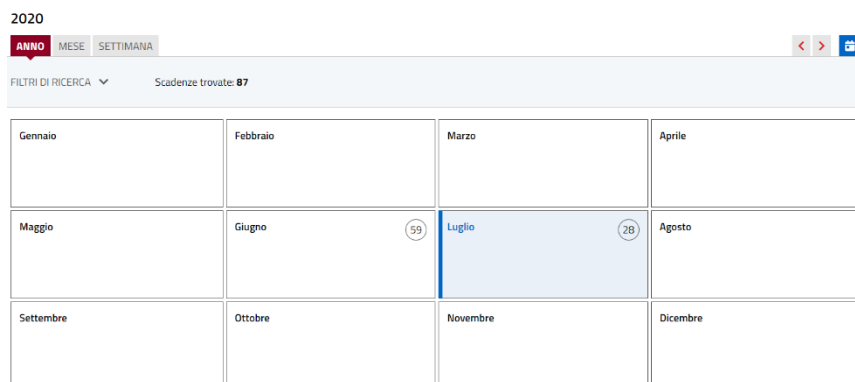 2020
ANNO MESE SETTIMANA
FILTRI DI RICERCA Scadenze trovate: 87
Gennaio Febbraio Marzo Aprile
Maggio Giugno 59 Luglio 28 Agosto
Settembre Ottobre Novembre Dicembre